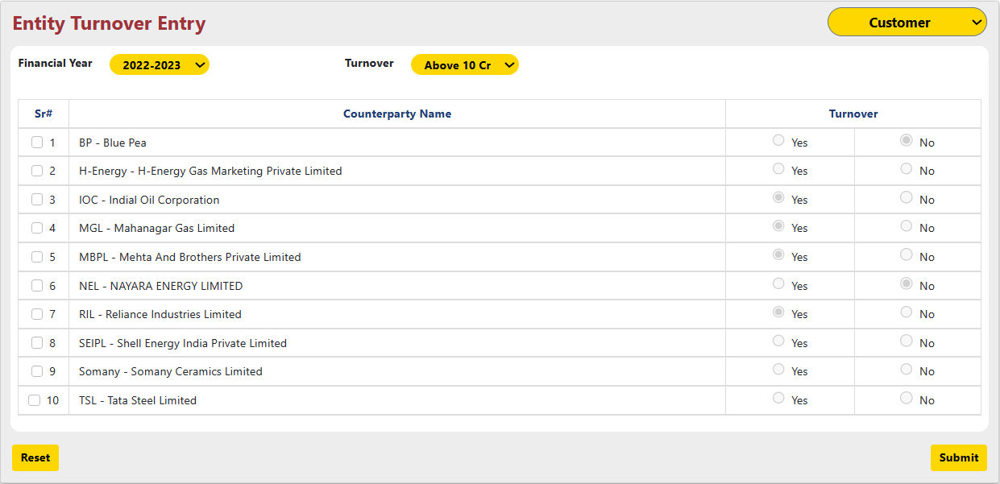 Entity Turnover Entry Customer
Financial Year 2022-2023 Turnover Above 10 Cr
Sr# Counterparty Name Turnover
1 BP - Blue Pea Yes No
2 H-Energy - H-Energy Gas Marketing Private Limited Yes No
3 IOC - Indial Oil Corporation Yes No
4 MGL - Mahanagar Gas Limited Yes No
5 MBPL - Mehta And Brothers Private Limited Yes No
6 NEL - NAYARA ENERGY LIMITED Yes No
7 RIL - Reliance Industries Limited Yes No
8 SEIPL - Shell Energy India Private Limited Yes No
9 Somany - Somany Ceramics Limited Yes No
10 TSL - Tata Steel Limited Yes No
Reset Submit